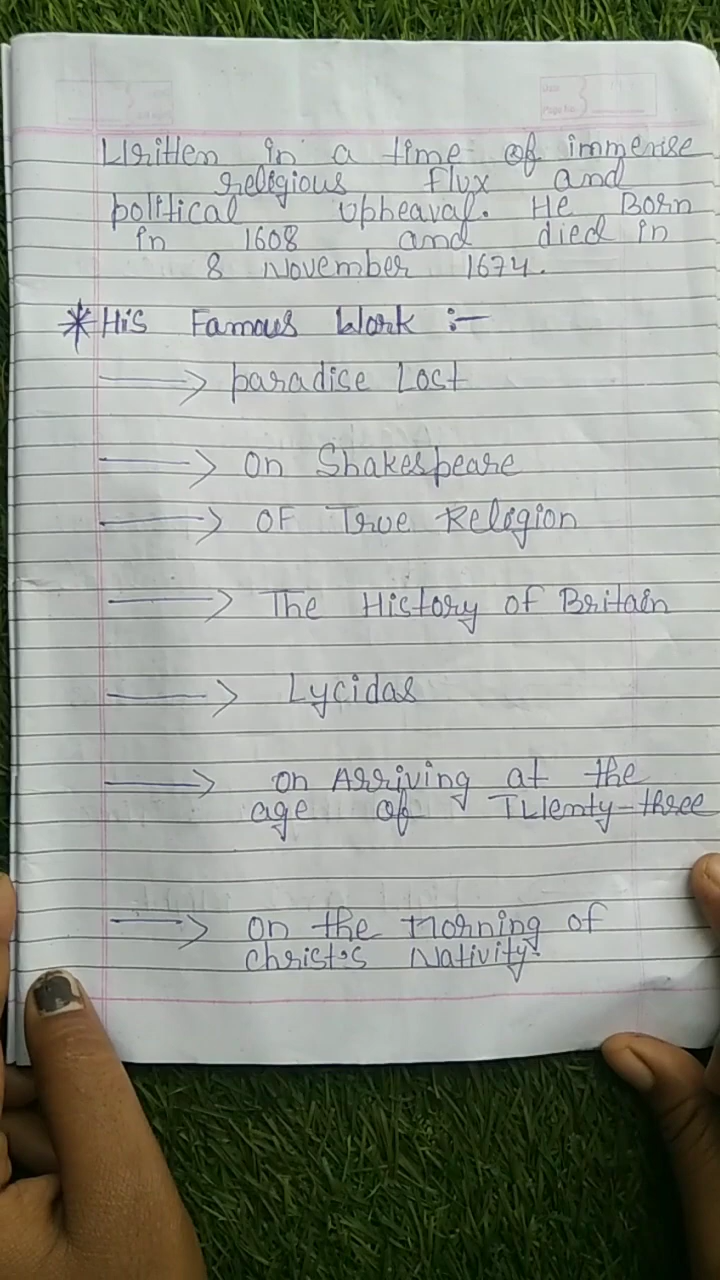 Written in a time of immense
religious flux and
political upheaval. He Born
in 1608 and died in
8 November 1674.
*His Famous Work :-
→ paradise Lost
→ on Shakespeare
→ OF True Religion
→ The History of Britain
→ Lycidas
→ on Arriving at the
age of Twenty-three
→ on the morning of
christ's Nativity.